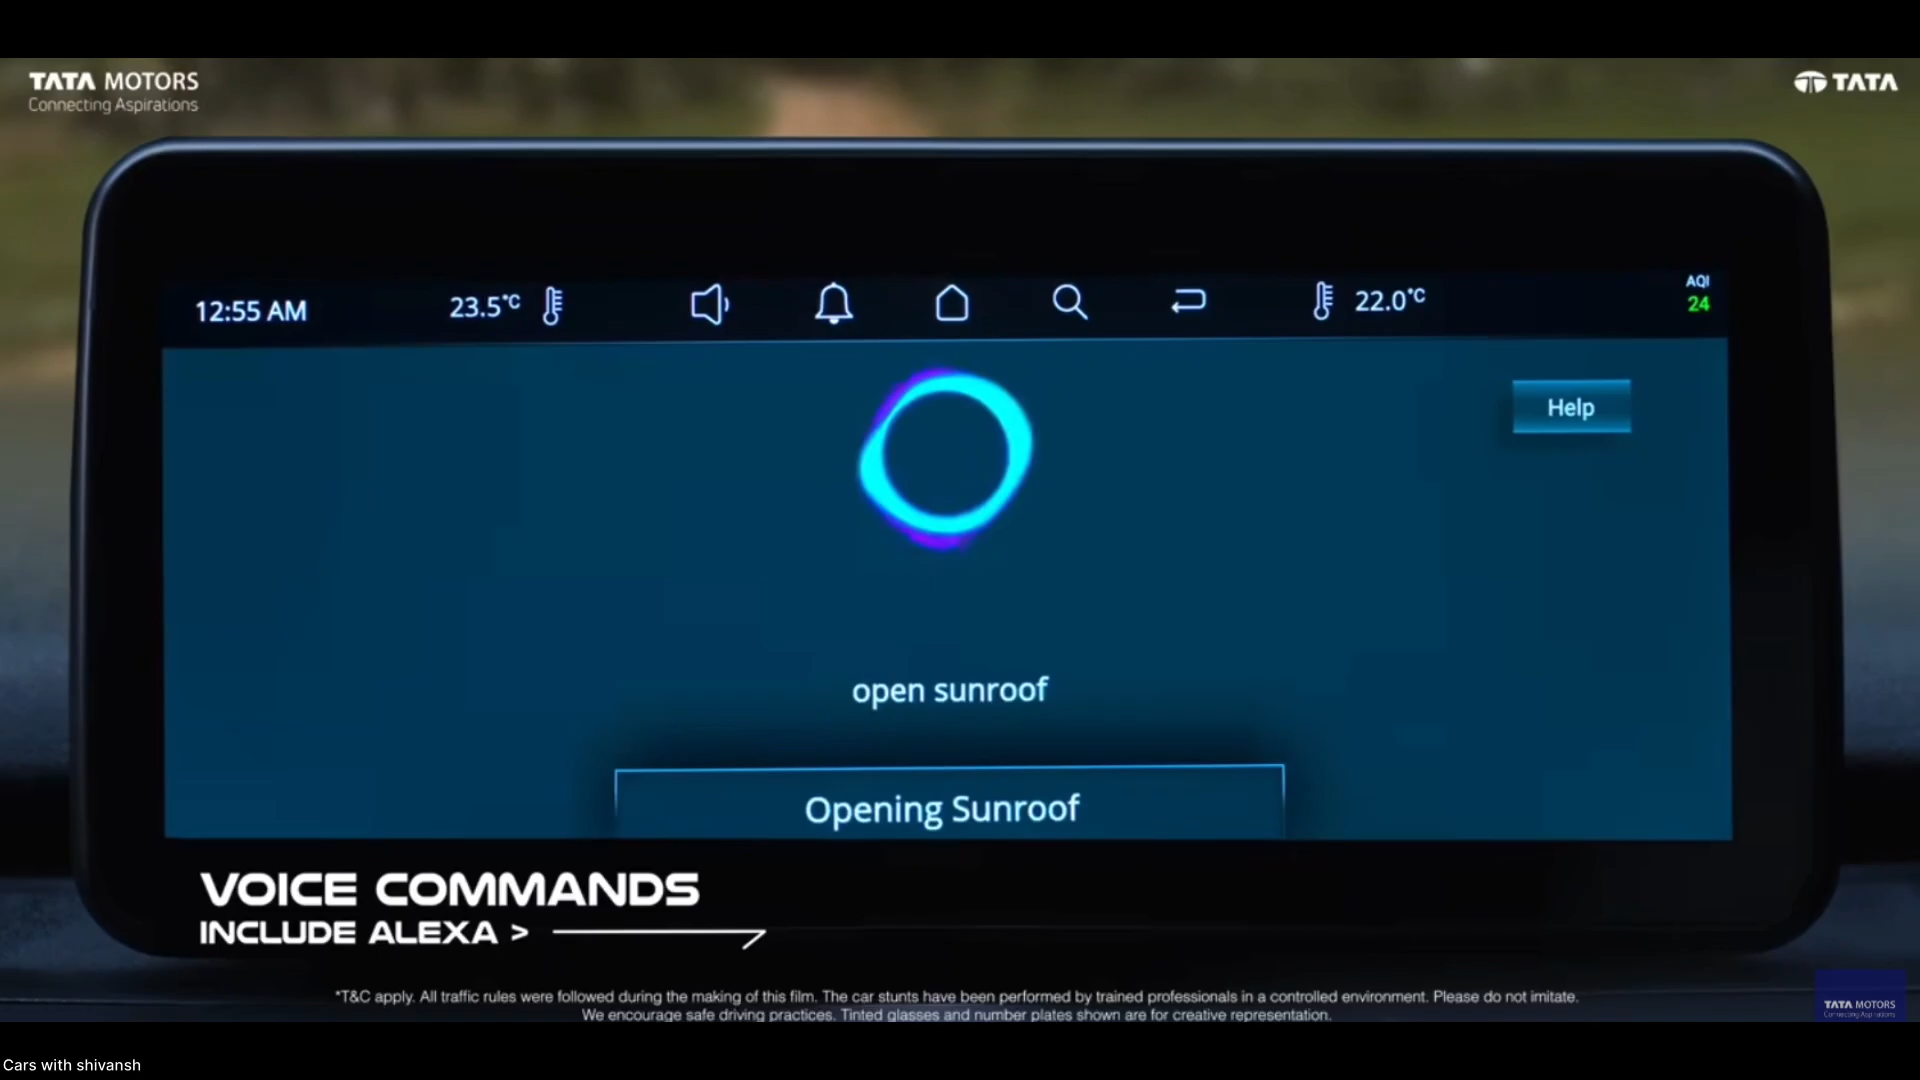 TATA MOTORS
Connecting Aspirations
TATA
12:55 AM
23.5°C
22.0°C
AQI
24
Help
open sunroof
Opening Sunroof
VOICE COMMANDS
INCLUDE ALEXA >
*T&C apply. All traffic rules were followed during the making of this film. The car stunts have been performed by trained professionals in a controlled environment. Please do not imitate.
We encourage safe driving practices. Tinted glasses and number plates shown are for creative representation.
TATA MOTORS
Connecting Aspirations
Cars with shivansh